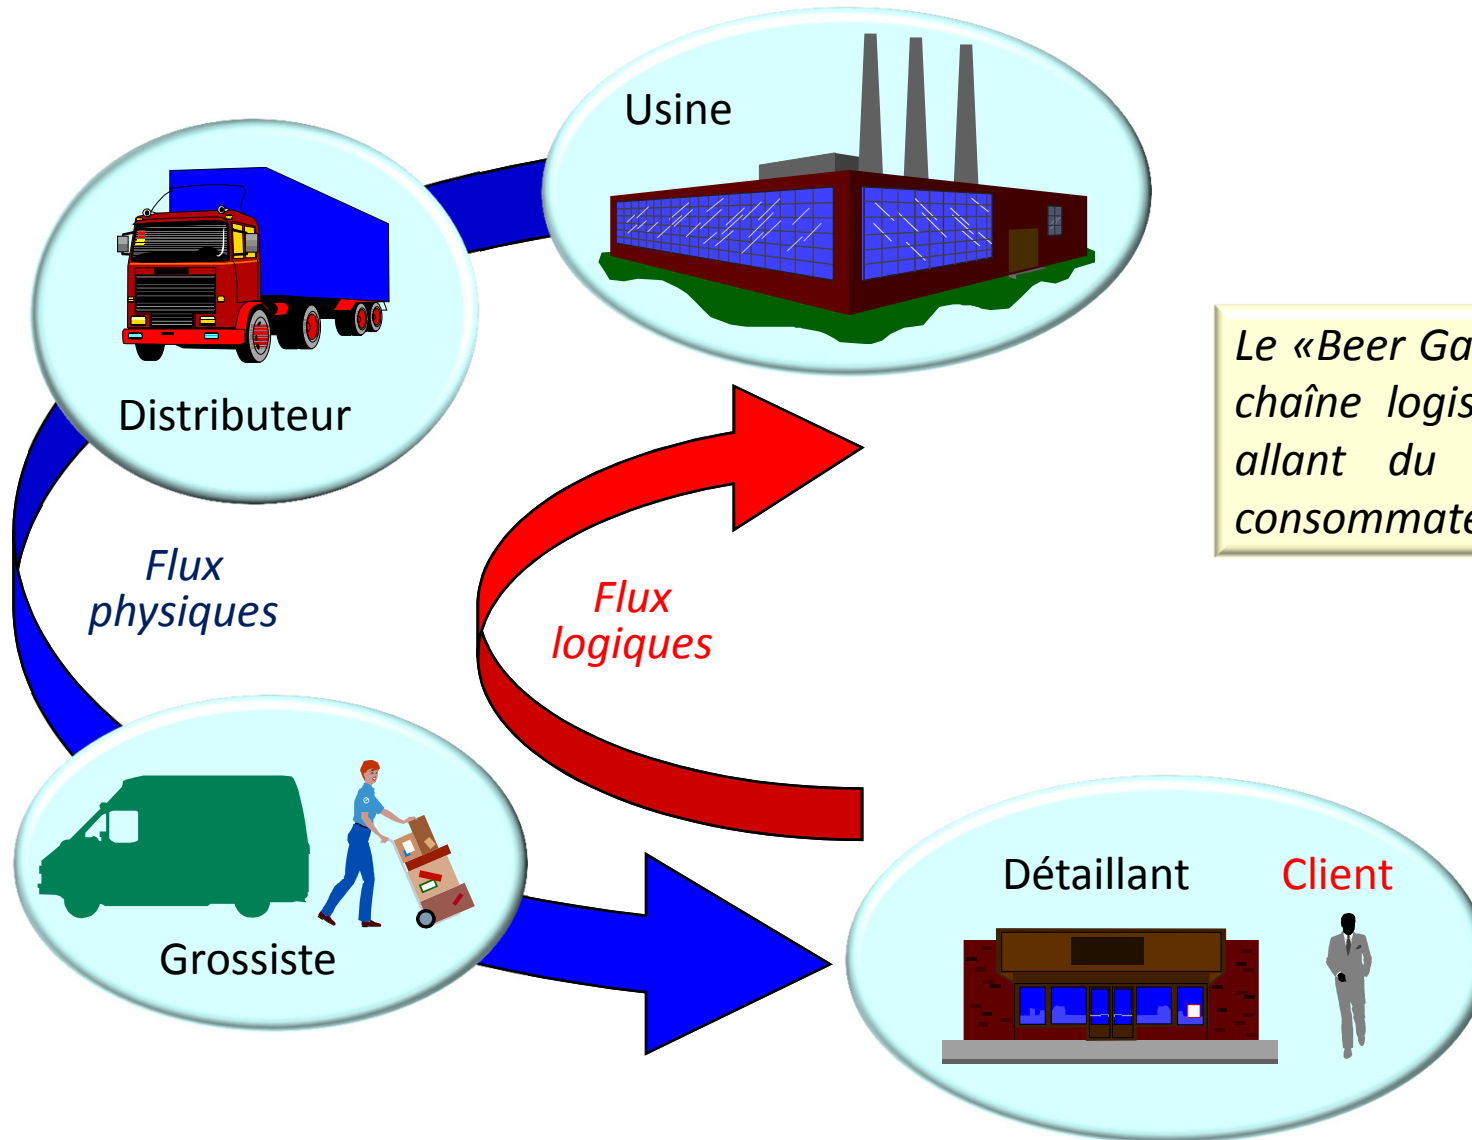 Usine
Distributeur
Le «Beer
chaîne
allant du
Flux
physiques
Flux
logiques
Détaillant Client
Grossiste